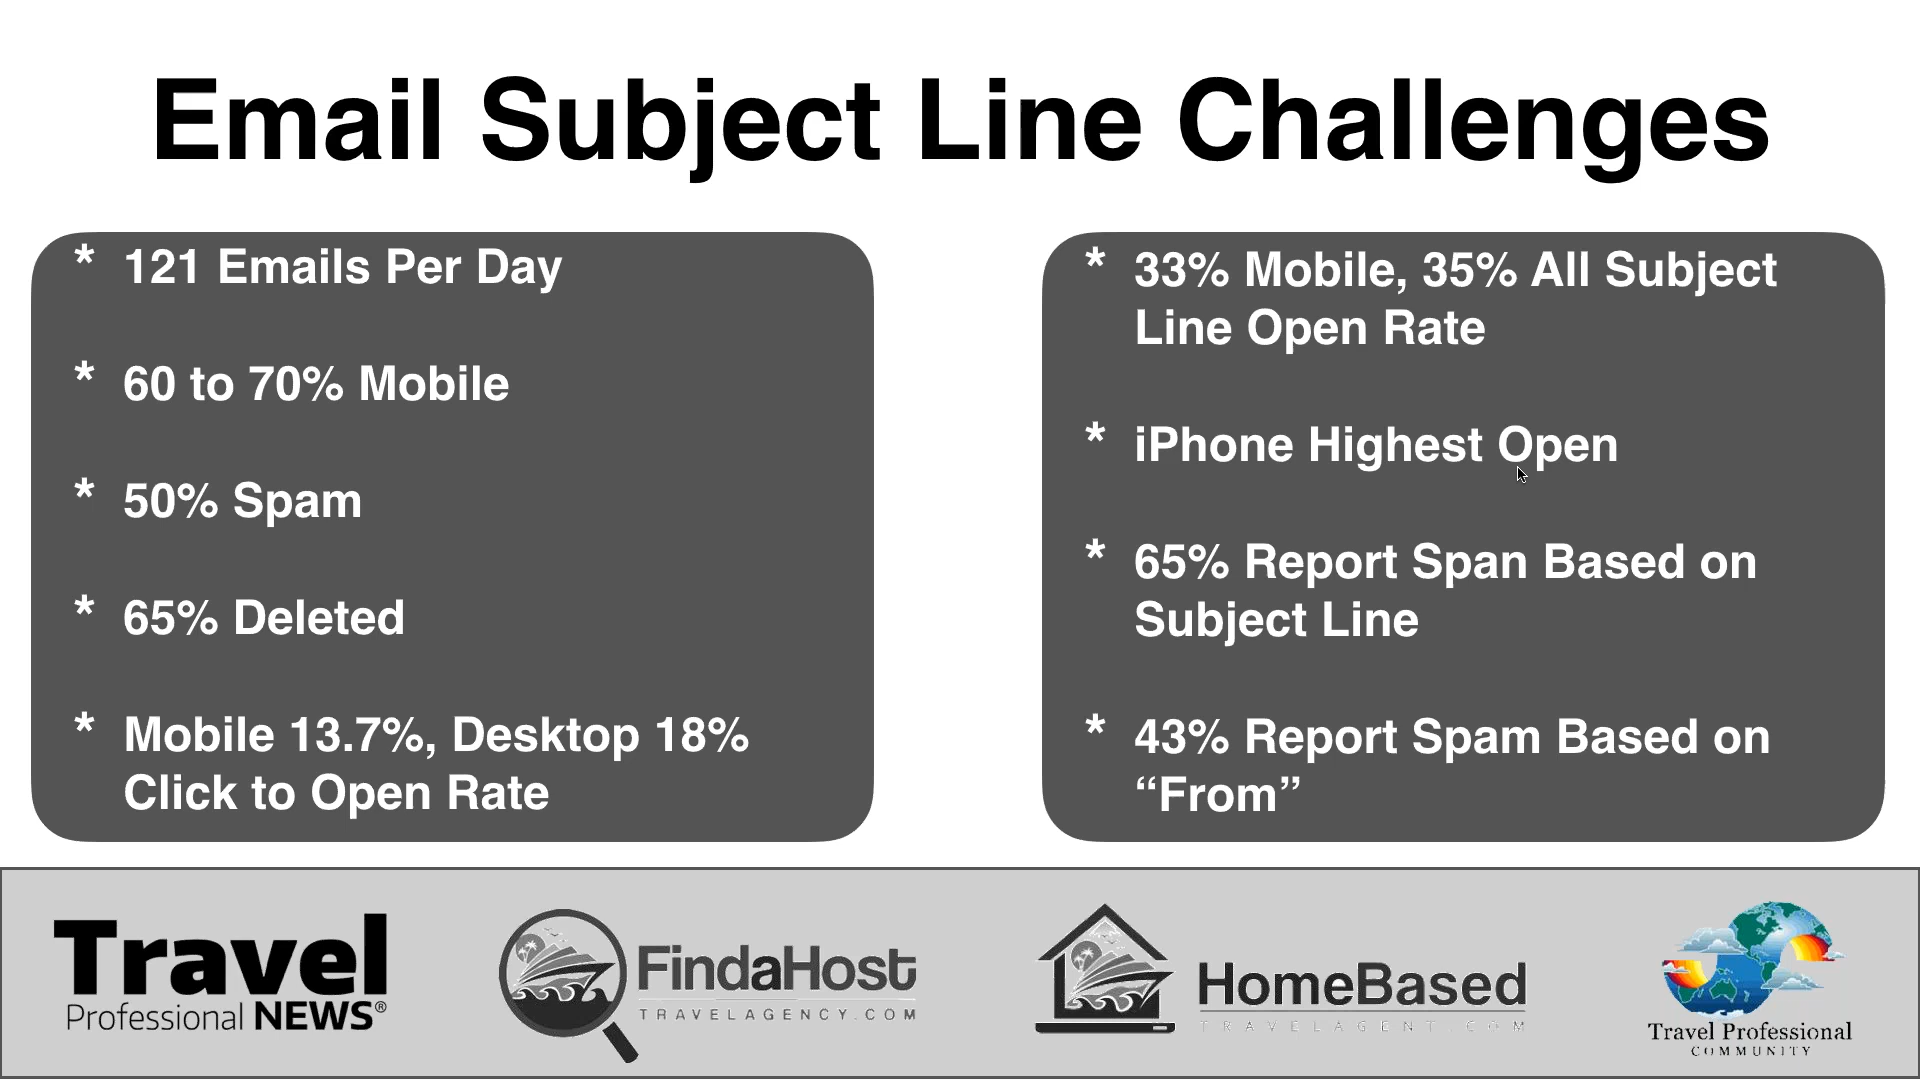 Email Subject Line Challenges
* 121 Emails Per Day
* 60 to 70% Mobile
* 50% Spam
* 65% Deleted
* Mobile 13.7%, Desktop 18%
Click to Open Rate
* 33% Mobile, 35% All Subject
Line Open Rate
* iPhone Highest Open
* 65% Report Span Based on
Subject Line
* 43% Report Spam Based on
“From”
Travel
Professional NEWS®
FindaHost
TRAVELAGENCY.COM
HomeBased
TRAVELAGENT.COM
Travel Professional
COMMUNITY